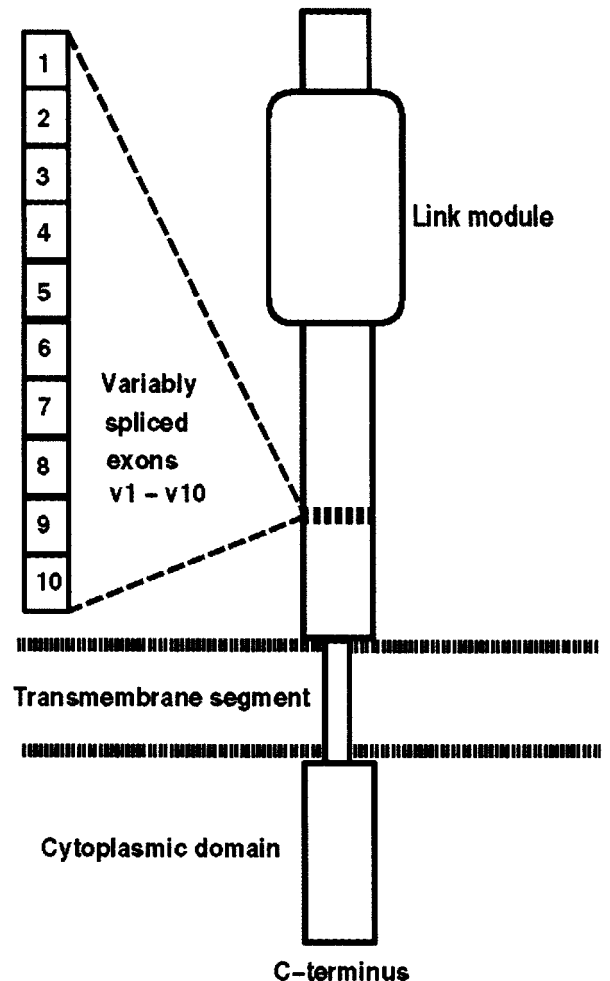 1
2
3
4
5
6
7
8
9
10
Variably
spliced
exons
v1 – v10
Link module
Transmembrane segment
Cytoplasmic domain
C–terminus